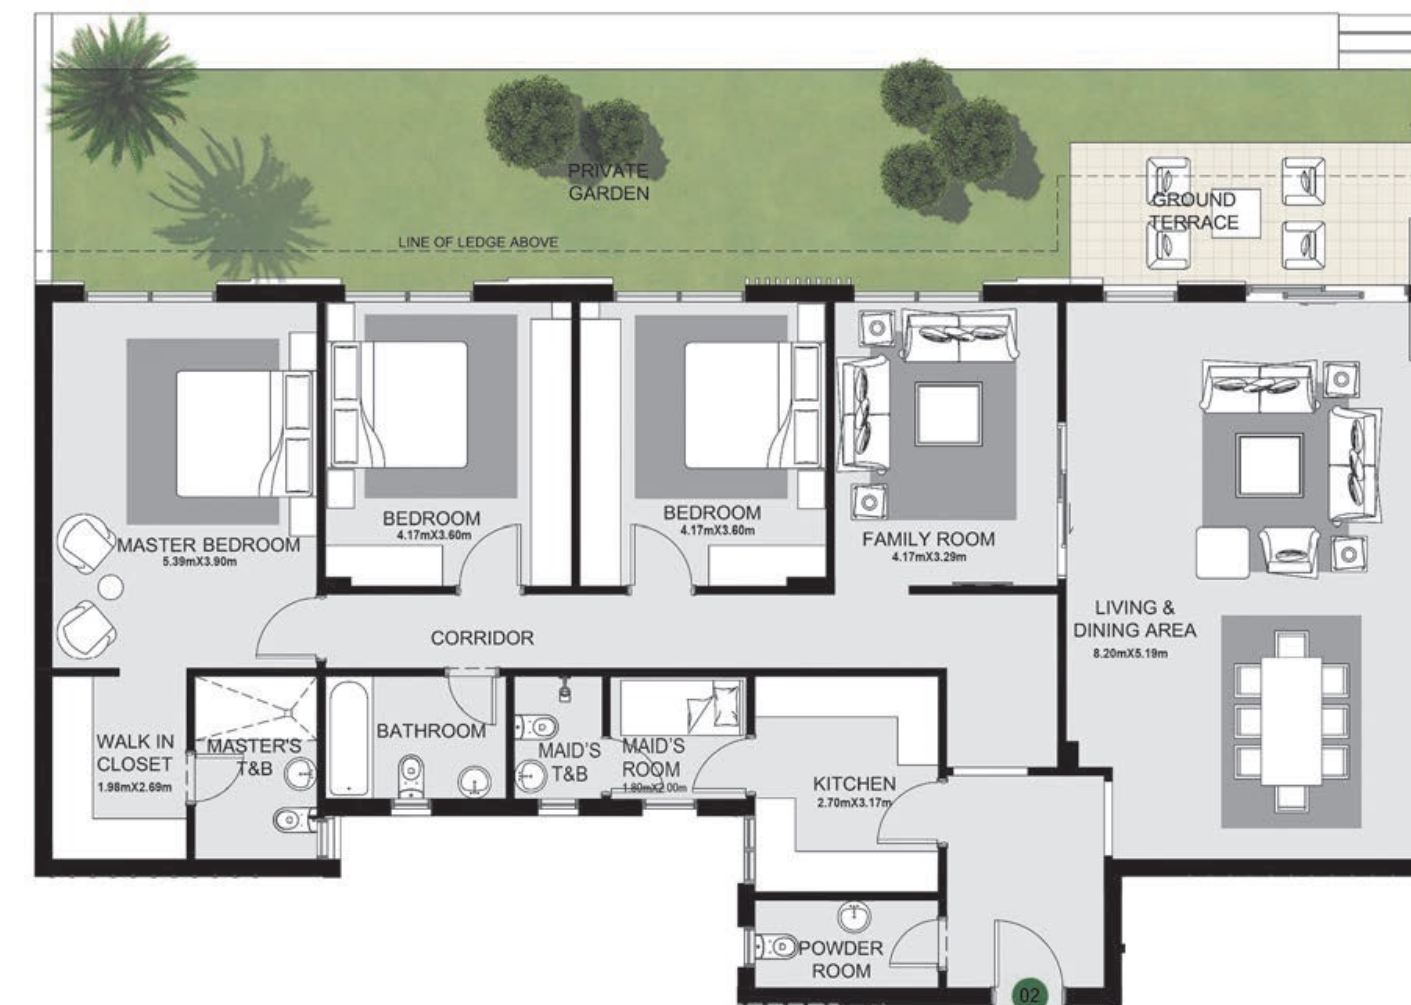 PRIVATE
GARDEN
GROUND
TERRACE
LINE OF LEDGE ABOVE
MASTER BEDROOM
5.39mX3.90m
BEDROOM
4.17mX3.60m
BEDROOM
4.17mX3.60m
FAMILY ROOM
4.17mX3.29m
LIVING &
DINING AREA
8.20mX5.19m
CORRIDOR
WALK IN
CLOSET
1.98mX2.69m
MASTER'S
T&B
BATHROOM
MAID'S
T&B
MAID'S
ROOM
1.80mX2.00m
KITCHEN
2.70mX3.17m
POWDER
ROOM
02